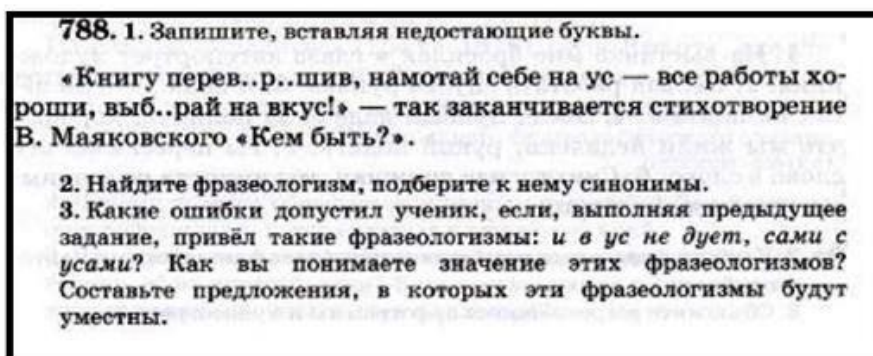 788. 1. Запишите, вставляя недостающие буквы.
«Книгу перев..р..шив, намотай себе на ус — все работы хо-
роши, выб..рай на вкус!» — так заканчивается стихотворение
В. Маяковского «Кем быть?».
2. Найдите фразеологизм, подберите к нему синонимы.
3. Какие ошибки допустил ученик, если, выполняя предыдущее
задание, привёл такие фразеологизмы: и в ус не дует, сами с
усами? Как вы понимаете значение этих фразеологизмов?
Составьте предложения, в которых эти фразеологизмы будут
уместны.